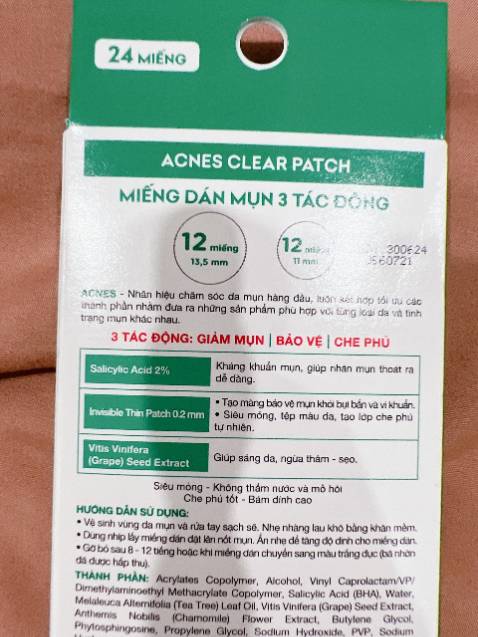 24 MIẾNG
ACNES CLEAR PATCH
MIẾNG DÁN MỤN 3 TÁC ĐỘNG
12 miếng
13,5 mm
12 miếng
11 mm
300624
560721
ACNES - Nhãn hiệu chăm sóc da mụn hàng đầu, luôn kết hợp tối ưu các
thành phần nhằm đưa ra những sản phẩm phù hợp với từng loại da và tình
trạng mụn khác nhau.
3 TÁC ĐỘNG: GIẢM MỤN | BẢO VỆ | CHE PHỦ
Salicylic Acid 2%
Kháng khuẩn mụn, giúp nhân mụn thoát ra
dễ dàng.
Invisible Thin Patch 0.2 mm
• Tạo màng bảo vệ mụn khỏi bụi bẩn và vi khuẩn.
• Siêu mỏng, tệp màu da, tạo lớp che phủ
tự nhiên.
Vitis Vinifera
(Grape) Seed Extract
Giúp sáng da, ngừa thâm - sẹo.
Siêu mỏng - Không thấm nước và mồ hôi
Che phủ tốt - Bám dính cao
HƯỚNG DẪN SỬ DỤNG:
• Vệ sinh vùng da mụn và rửa tay sạch sẽ. Nhẹ nhàng lau khô bằng khăn mềm.
• Dùng nhíp lấy miếng dán đặt lên nốt mụn. Ấn nhẹ để tăng độ dính cho miếng dán.
• Gỡ bỏ sau 8 - 12 tiếng hoặc khi miếng dán chuyển sang màu trắng đục (bã nhờn
đã được hấp thu).
THÀNH PHẦN: Acrylates Copolymer, Alcohol, Vinyl Caprolactam/VP/
Dimethylaminoethyl Methacrylate Copolymer, Salicylic Acid (BHA), Water,
Melaleuca Alternifolia (Tea Tree) Leaf Oil, Vitis Vinifera (Grape) Seed Extract,
Anthemis Nobilis (Chamomile) Flower Extract, Butylene Glycol,
Phytosphingosine, Propylene Glycol, Sodium Hydroxide, PVP, Sodium